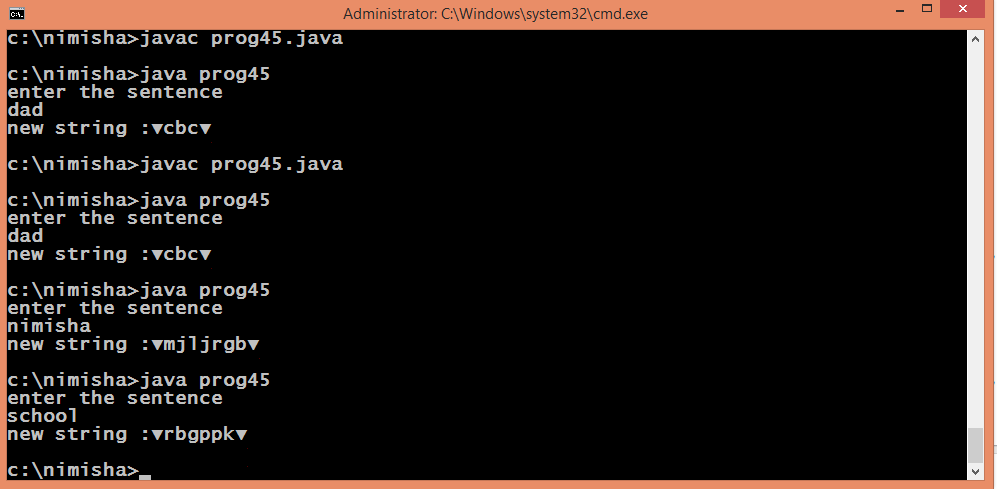 Administrator: C:\Windows\system32\cmd.exe
c:\nimisha>javac prog45.java
c:\nimisha>java prog45
enter the sentence
dad
new string :▼cbc▼
c:\nimisha>javac prog45.java
c:\nimisha>java prog45
enter the sentence
dad
new string :▼cbc▼
c:\nimisha>java prog45
enter the sentence
nimisha
new string :▼mjljrgb▼
c:\nimisha>java prog45
enter the sentence
school
new string :▼rbgppk▼
c:\nimisha>_